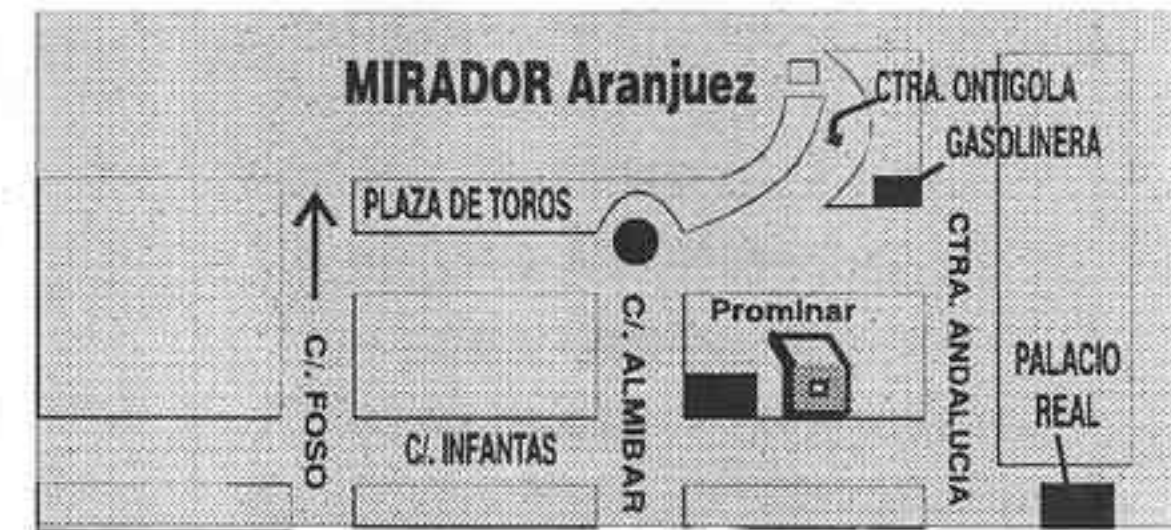 MIRADOR Aranjuez
CTRA. ONTIGOLA
GASOLINERA
PLAZA DE TOROS
C/. FOSO
C/. ALMIBAR
Prominar
CTRA. ANDALUCIA
PALACIO
REAL
C/. INFANTAS